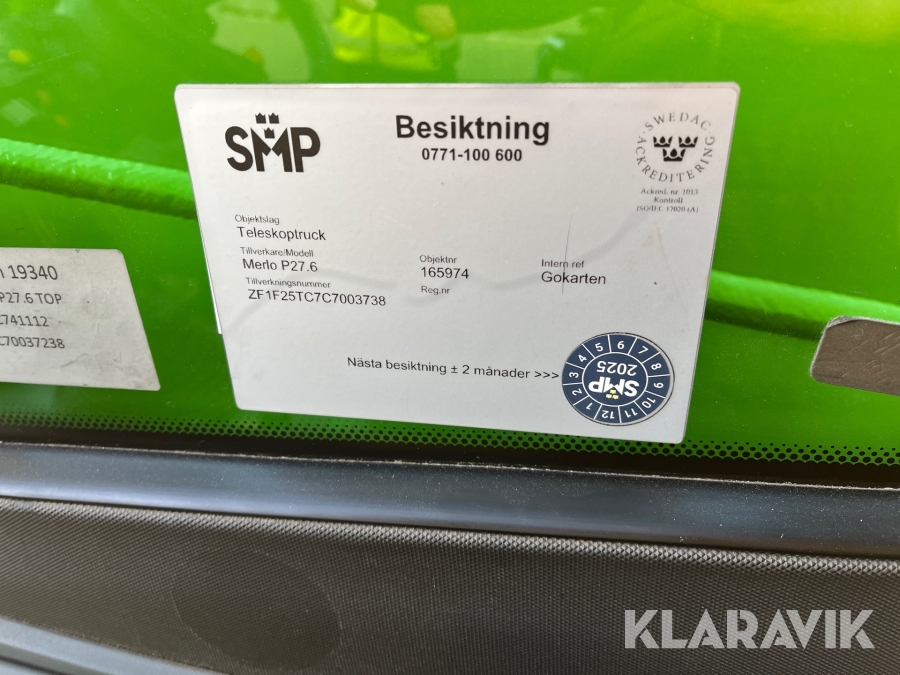 SMP
Besiktning
0771-100 600
SWEDAC
ACKREDITERING
Ackred. nr. 1013
Kontroll
ISO/IEC 17020 (A)
Objektslag
Teleskoptruck
Tillverkare/Modell
Merlo P27.6
Tillverkningsnummer
ZF1F25TC7C7003738
Objektnr
165974
Reg.nr
Intern ref
Gokarten
Nästa besiktning ± 2 månader >>>
1 2 3 4 5 6 7 8 9 10 11 12
SMP
2025
19340
P27.6 TOP
741112
C70037238
KLARAVIK